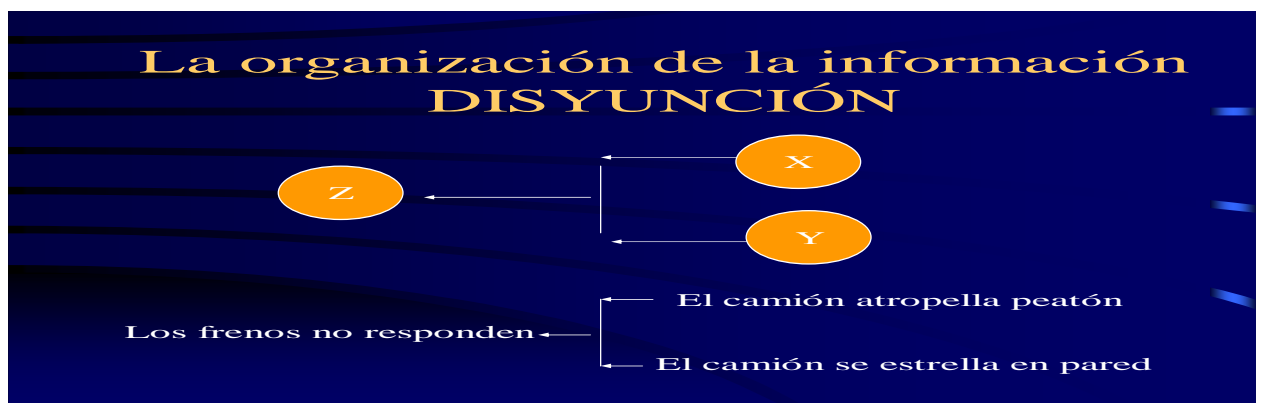 La organización de la información
DISYUNCIÓN
X
Z
Y
El camión atropella peatón
Los frenos no responden
El camión se estrella en pared